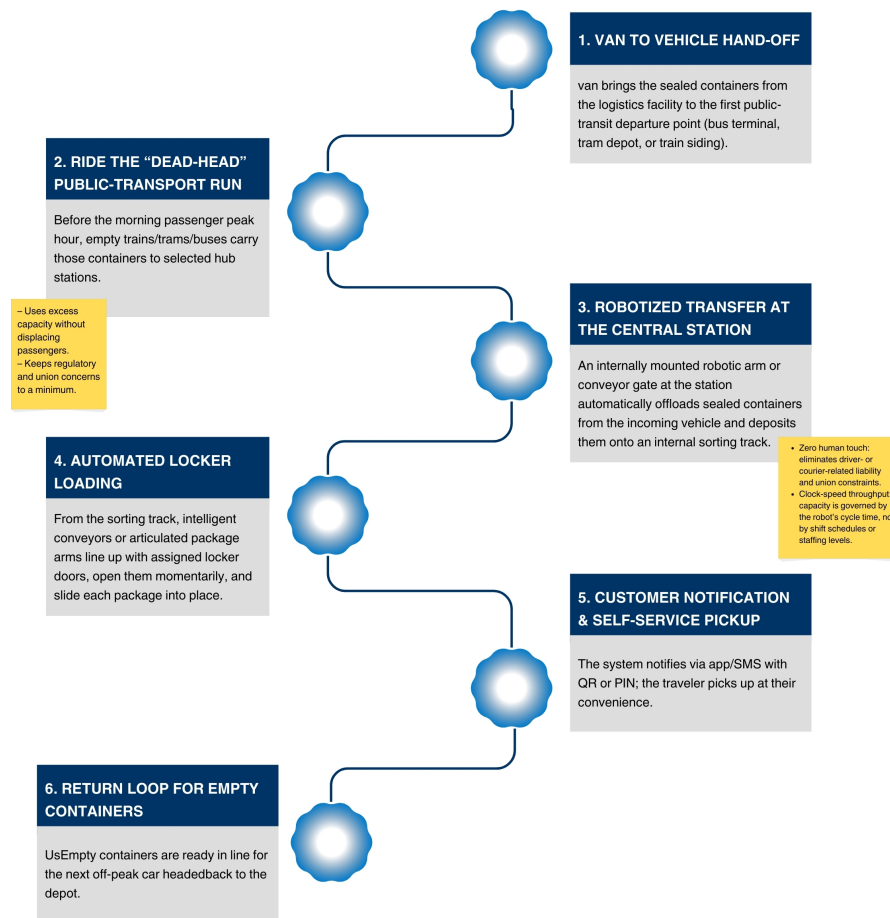 1. VAN TO VEHICLE HAND-OFF
van brings the sealed containers from
the logistics facility to the first public-
transit departure point (bus terminal,
tram depot, or train siding).
2. RIDE THE “DEAD-HEAD”
PUBLIC-TRANSPORT RUN
Before the morning passenger peak
hour, empty trains/trams/buses carry
those containers to selected hub
stations.
– Uses excess
capacity without
displacing
passengers.
– Keeps regulatory
and union concerns
to a minimum.
3. ROBOTIZED TRANSFER AT
THE CENTRAL STATION
An internally mounted robotic arm or
conveyor gate at the station
automatically offloads sealed containers
from the incoming vehicle and deposits
them onto an internal sorting track.
• Zero human touch:
eliminates driver- or
courier-related liability
and union constraints.
• Clock-speed throughput
capacity is governed by
the robot’s cycle time, no
by shift schedules or
staffing levels.
4. AUTOMATED LOCKER
LOADING
From the sorting track, intelligent
conveyors or articulated package
arms line up with assigned locker
doors, open them momentarily, and
slide each package into place.
5. CUSTOMER NOTIFICATION
& SELF-SERVICE PICKUP
The system notifies via app/SMS with
QR or PIN; the traveler picks up at their
convenience.
6. RETURN LOOP FOR EMPTY
CONTAINERS
UsEmpty containers are ready in line for
the next off-peak car headedback to the
depot.